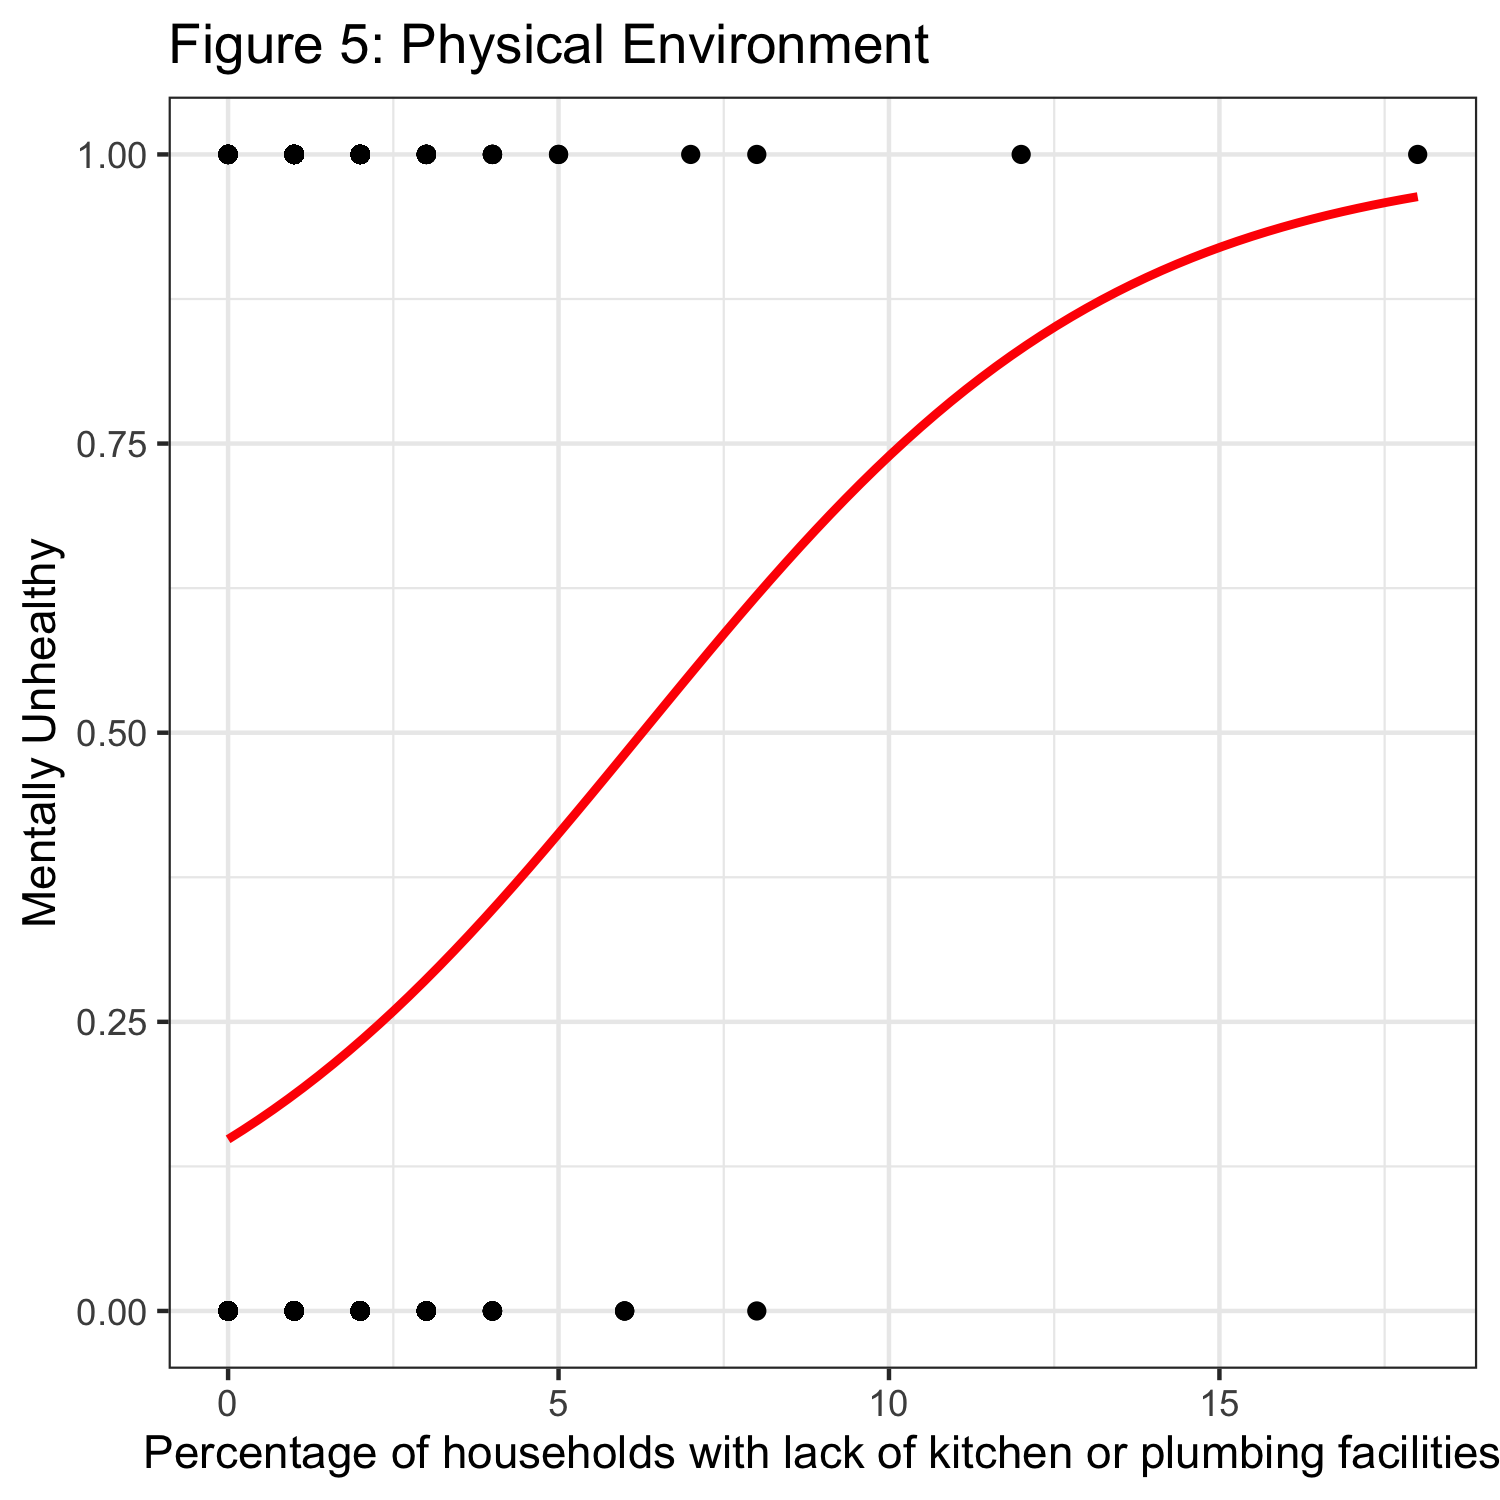 Figure 5: Physical Environment
1.00
0.75
0.50
0.25
0.00
Mentally Unhealthy
0 5 10 15
Percentage of households with lack of kitchen or plumbing facilities